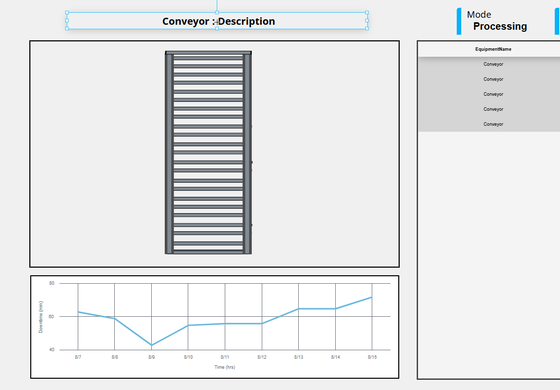 Conveyor : Description
Mode
Processing
EquipmentName
Conveyor
Conveyor
Conveyor
Conveyor
Conveyor
80
60
40
Downtime (min)
8/7 8/8 8/9 8/10 8/11 8/12 8/13 8/14 8/15
Time (hrs)